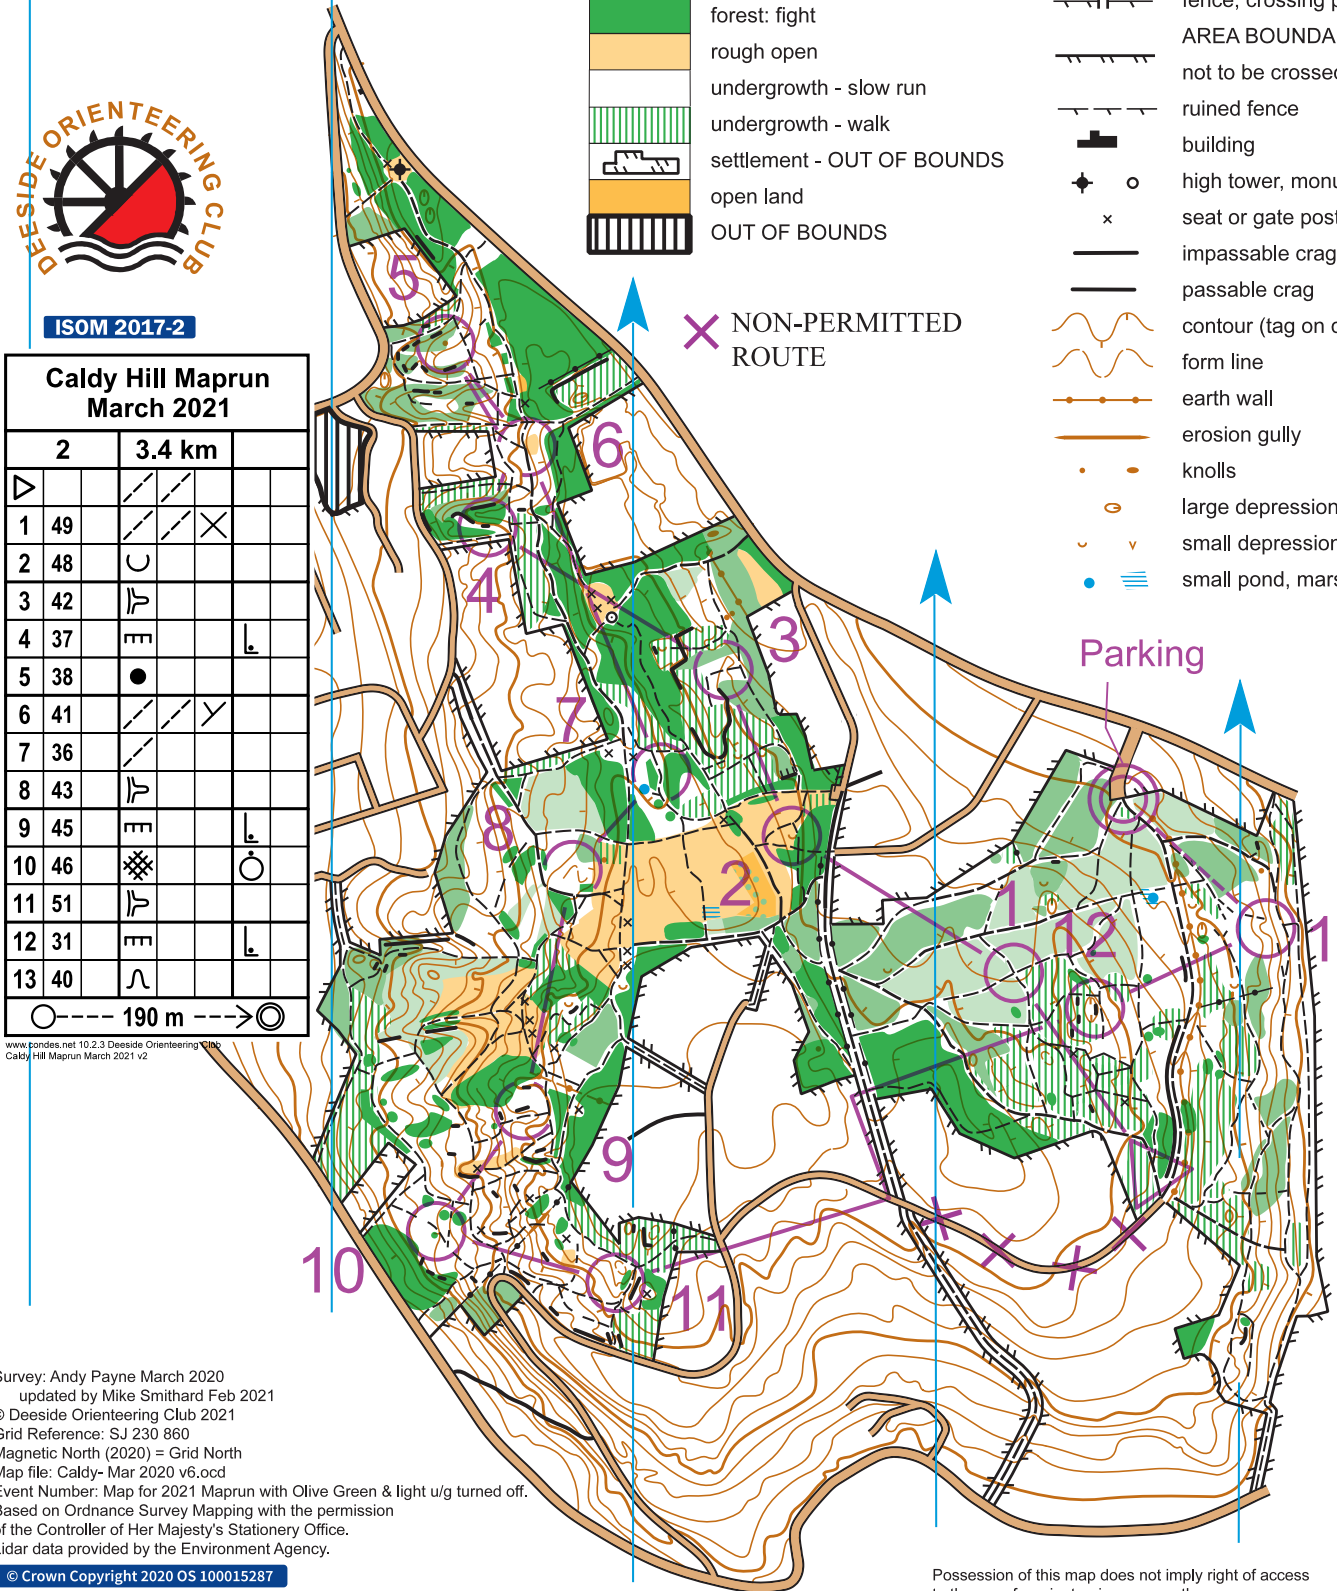 forest: fight
rough open
undergrowth - slow run
undergrowth - walk
settlement - OUT OF BOUNDS
open land
OUT OF BOUNDS
fence, crossing p
AREA BOUNDA
not to be crossed
ruined fence
building
high tower, monu
seat or gate post
impassable crag
passable crag
contour (tag on d
form line
earth wall
erosion gully
knolls
large depression
small depression
small pond, mars
DEESIDE ORIENTEERING CLUB
ISOM 2017-2
NON-PERMITTED
ROUTE
Caldy Hill Maprun
March 2021
2 3.4 km
1 49
2 48
3 42
4 37
5 38
6 41
7 36
8 43
9 45
10 46
11 51
12 31
13 40
190 m
www.condes.net 10.2.3 Deeside Orienteering Club
Caldy Hill Maprun March 2021 v2
5
6
4
3
Parking
7
8
2
1
12
1
9
10
11
Survey: Andy Payne March 2020
updated by Mike Smithard Feb 2021
© Deeside Orienteering Club 2021
Grid Reference: SJ 230 860
Magnetic North (2020) = Grid North
Map file: Caldy- Mar 2020 v6.ocd
Event Number: Map for 2021 Maprun with Olive Green & light u/g turned off.
Based on Ordnance Survey Mapping with the permission
of the Controller of Her Majesty's Stationery Office.
Lidar data provided by the Environment Agency.
© Crown Copyright 2020 OS 100015287
Possession of this map does not imply right of access